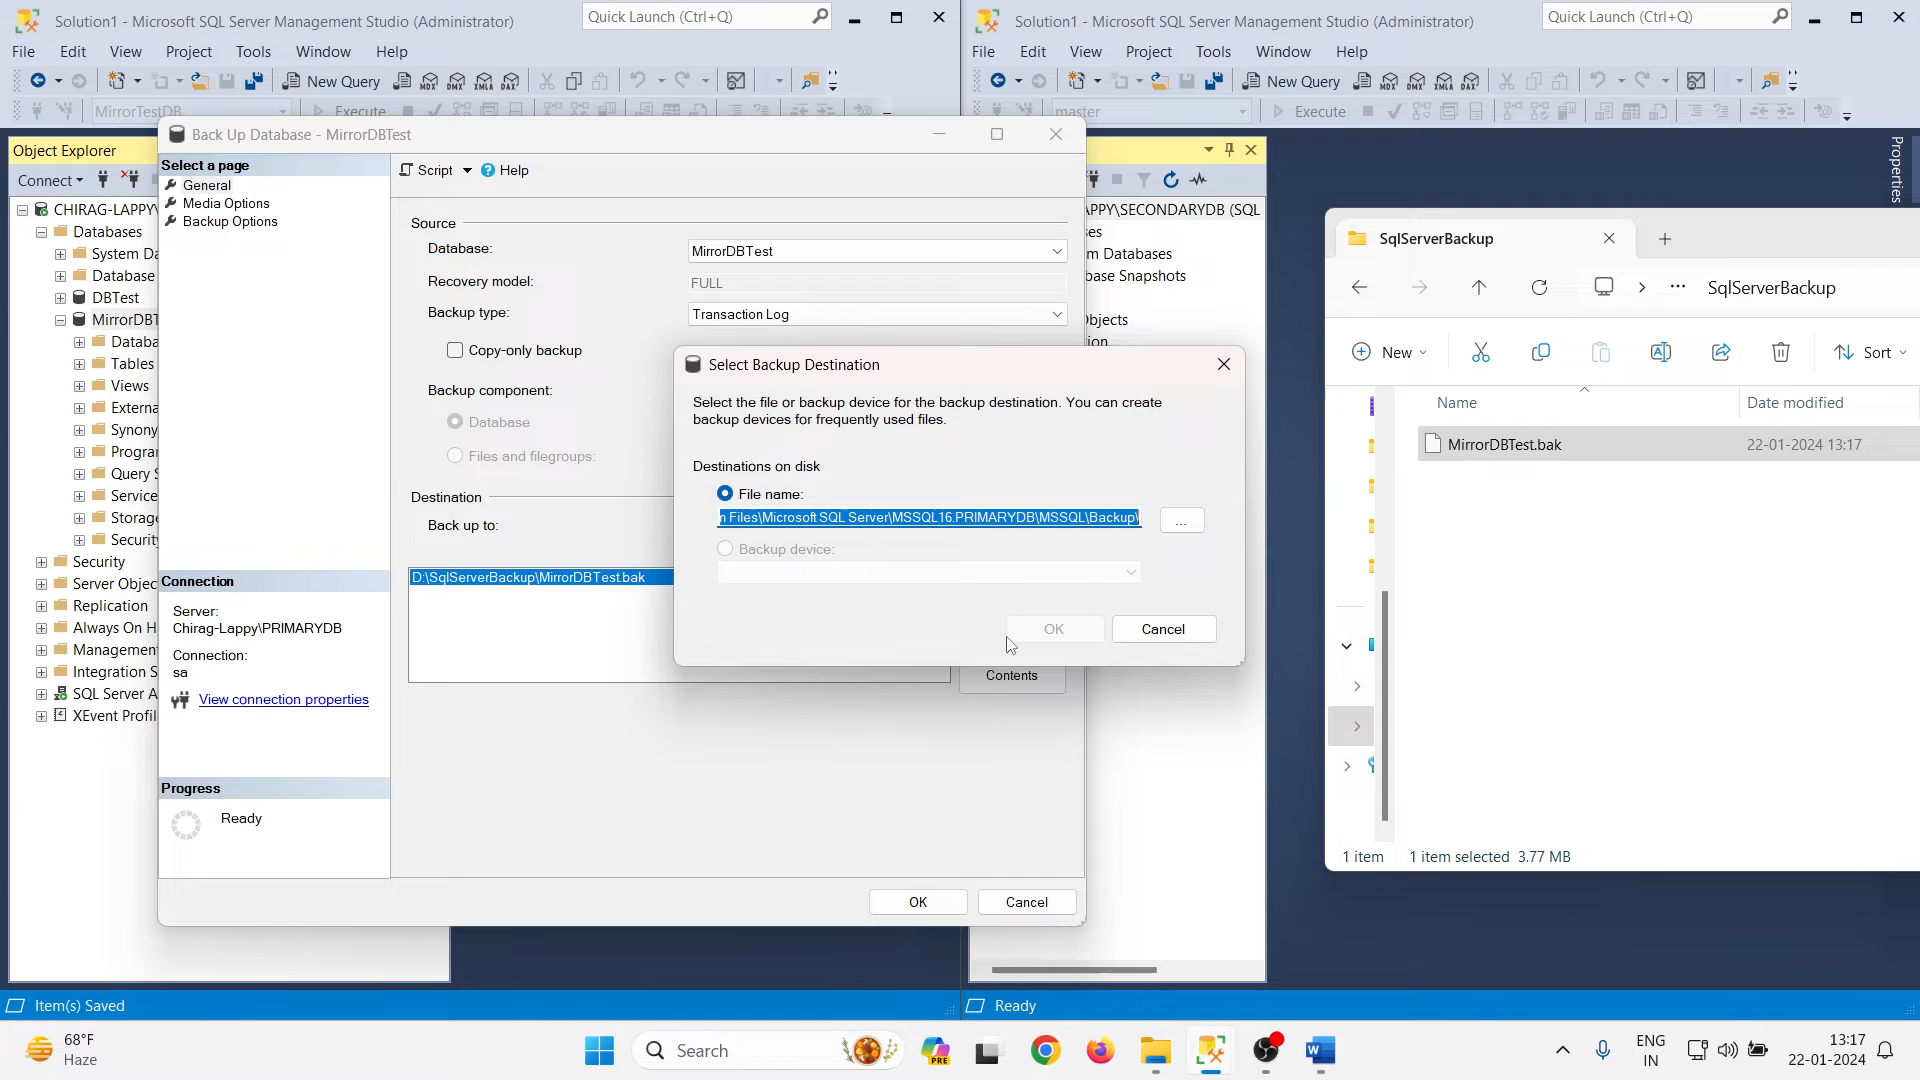 Solution1 - Microsoft SQL Server Management Studio (Administrator)
Quick Launch (Ctrl+Q)
File Edit View Project Tools Window Help
New Query
MirrorTestDB
Execute
Object Explorer
Connect
CHIRAG-LAPPY\
Databases
System Da
Database
DBTest
MirrorDBT
Databa
Tables
Views
Externa
Synony
Program
Query S
Service
Storage
Securit
Security
Server Objec
Replication
Always On H
Management
Integration S
SQL Server A
XEvent Profil
Item(s) Saved
Back Up Database - MirrorDBTest
Select a page
General
Media Options
Backup Options
Connection
Server:
Chirag-Lappy\PRIMARYDB
Connection:
sa
View connection properties
Progress
Ready
Script Help
Source
Database: MirrorDBTest
Recovery model: FULL
Backup type: Transaction Log
Copy-only backup
Backup component:
Database
Files and filegroups:
Destination
Back up to:
D:\SqlServerBackup\MirrorDBTest.bak
Contents
OK Cancel
Select Backup Destination
Select the file or backup device for the backup destination. You can create
backup devices for frequently used files.
Destinations on disk
File name:
n Files\Microsoft SQL Server\MSSQL16.PRIMARYDB\MSSQL\Backup\
...
Backup device:
OK Cancel
Solution1 - Microsoft SQL Server Management Studio (Administrator)
Quick Launch (Ctrl+Q)
File Edit View Project Tools Window Help
New Query
master
Execute
APPY\SECONDARYDB (SQL
es
m Databases
base Snapshots
Objects
ion
Ready
Properties
SqlServerBackup
SqlServerBackup
New
Sort
Name Date modified
MirrorDBTest.bak 22-01-2024 13:17
1 item 1 item selected 3.77 MB
68°F
Haze
Search
PRE
ENG
IN
13:17
22-01-2024